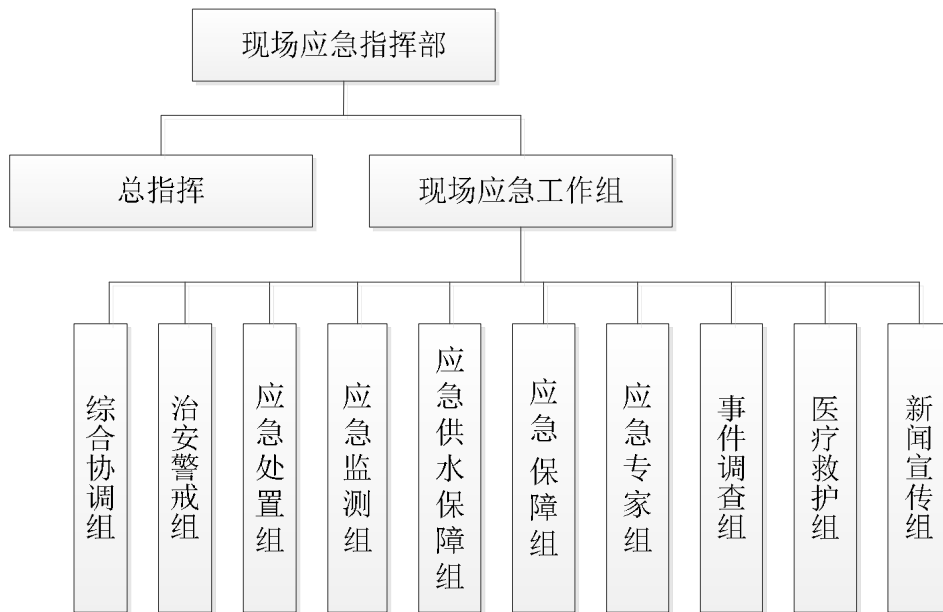 现场应急指挥部
总指挥
现场应急工作组
综合协调组
治安警戒组
应急处置组
应急监测组
应急供水保障组
应急保障组
应急专家组
事件调查组
医疗救护组
新闻宣传组